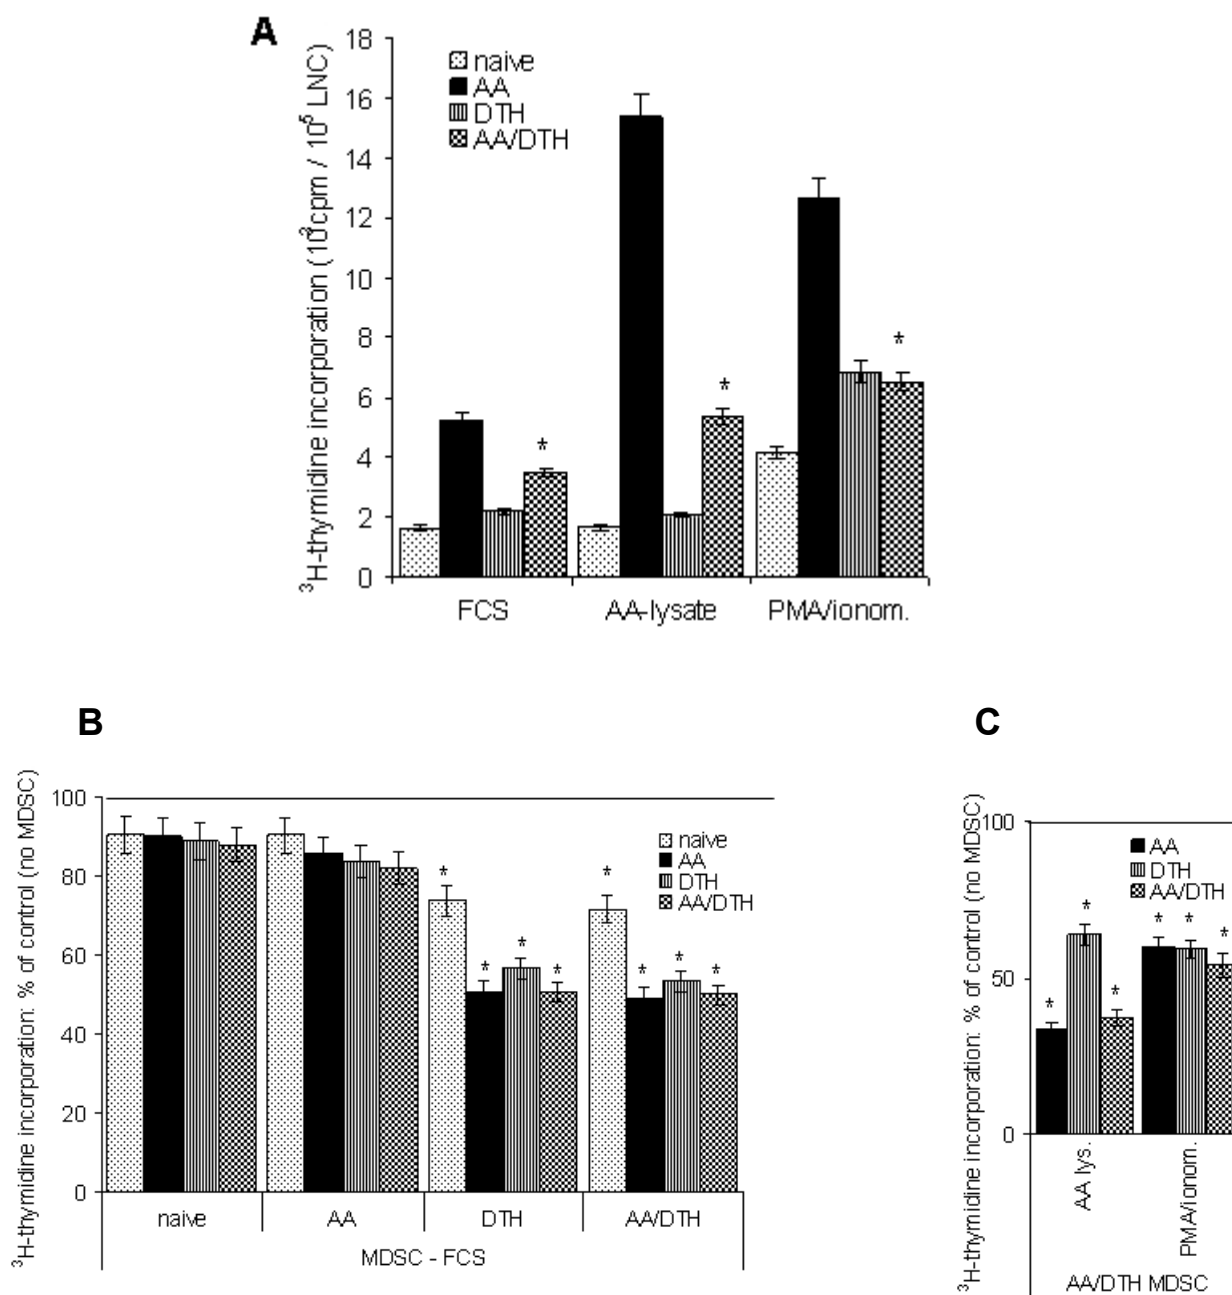 A
³H-thymidine incorporation (10³cpm / 10⁵ LNC)
18
16
14
12
10
8
6
4
2
0
naive
AA
DTH
AA/DTH
*
*
*
FCS AA-lysate PMA/ionom.
B
³H-thymidine incorporation: % of control (no MDSC)
100
80
60
40
20
0
naive
AA
DTH
AA/DTH
* * * * * * * *
naive AA DTH AA/DTH
MDSC - FCS
C
³H-thymidine incorporation: % of control (no MDSC)
100
50
0
AA
DTH
AA/DTH
* * * * * *
AA lys. PMA/ionom.
AA/DTH MDSC